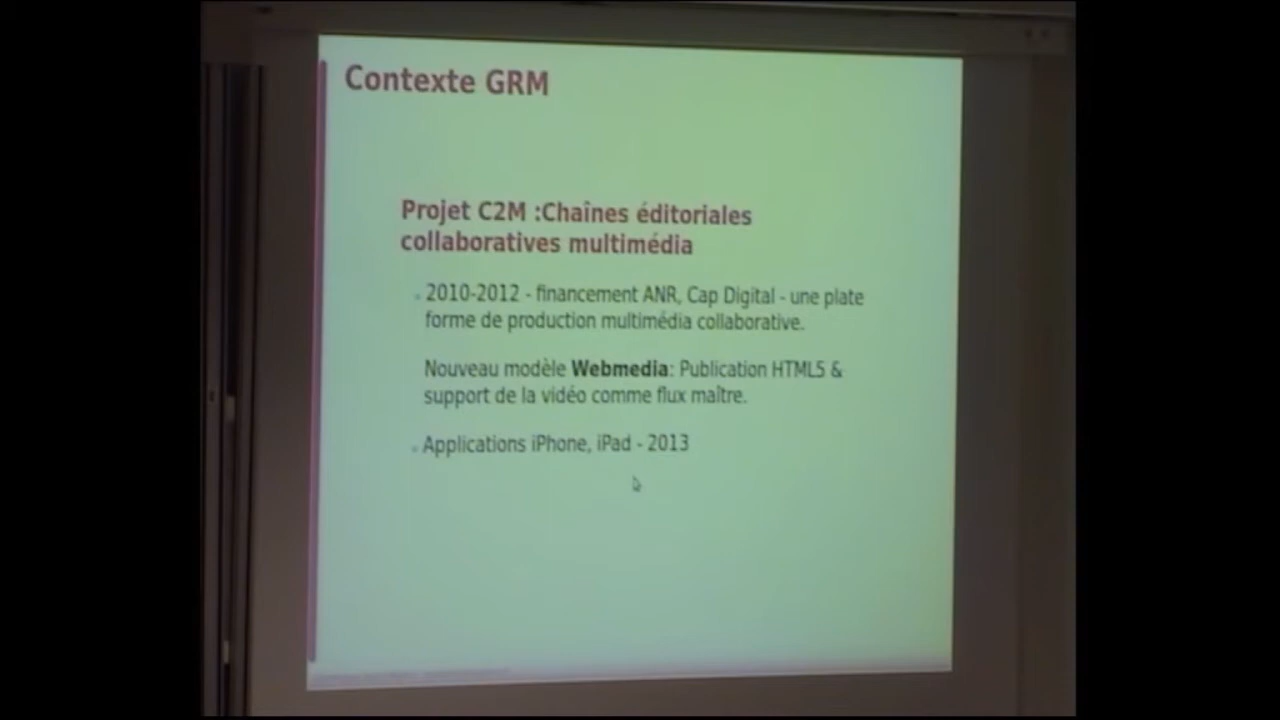 Contexte GRM
Projet C2M :Chaînes éditoriales
collaboratives multimédia
2010-2012 - financement ANR, Cap Digital - une plate
forme de production multimédia collaborative.
Nouveau modèle Webmedia: Publication HTML5 &
support de la vidéo comme flux maître.
Applications iPhone, iPad - 2013